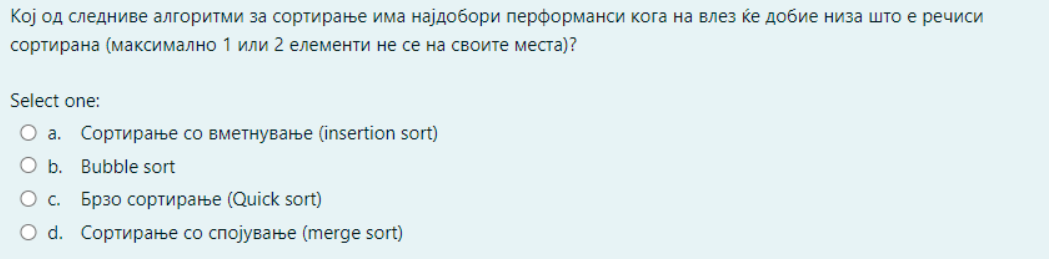 Кој од следниве алгоритми за сортирање има најдобори перформанси кога на влез ќе добие низа што е речиси
сортирана (максимално 1 или 2 елементи не се на своите места)?
Select one:
a. Сортирање со вметнување (insertion sort)
b. Bubble sort
c. Брзо сортирање (Quick sort)
d. Сортирање со спојување (merge sort)